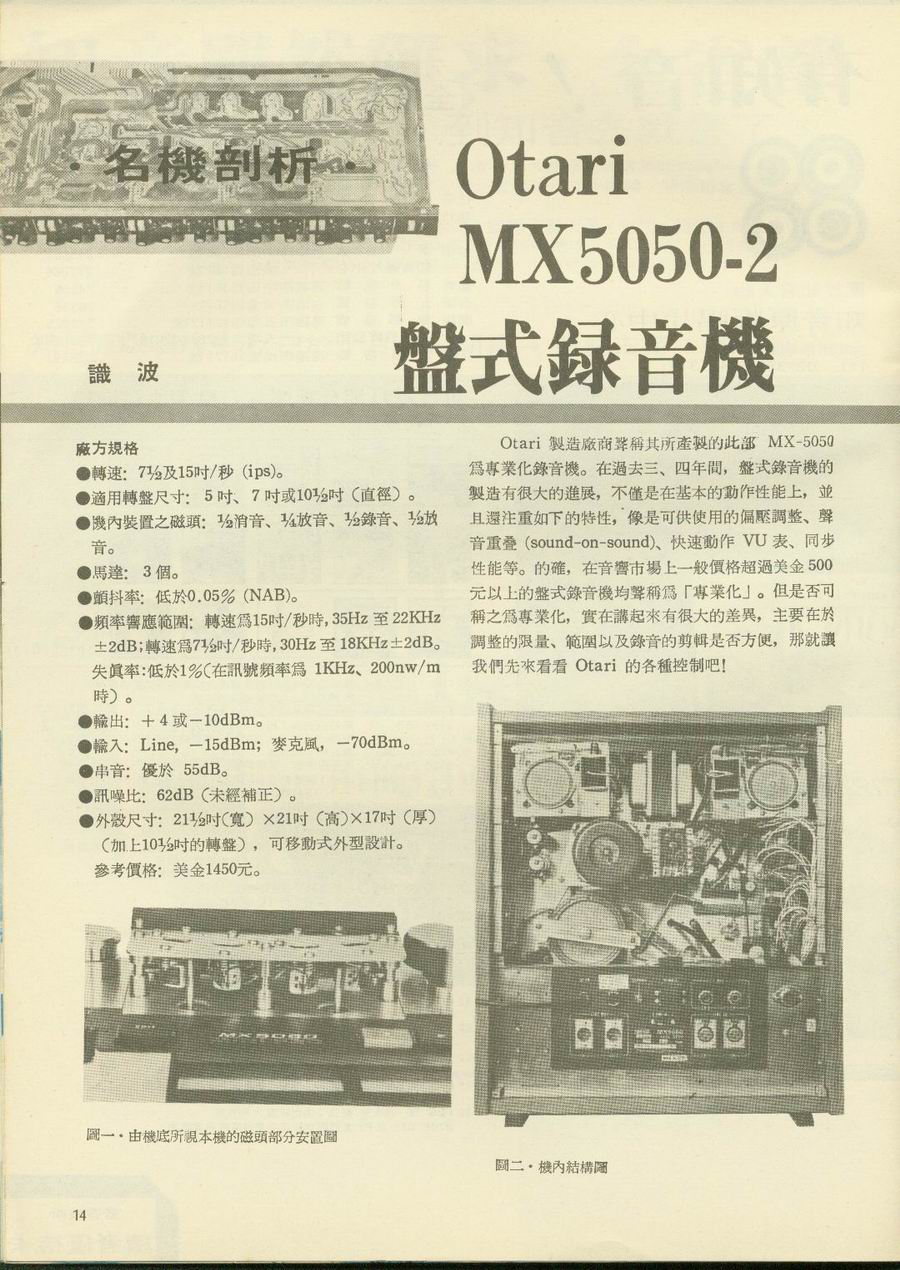 ・名機剖析・
Otari
MX5050-2
盤式録音機
識 波
廠方規格
●轉速：7½及15吋/秒（ips）。
●適用轉盤尺寸：5吋、7吋或10½吋（直徑）。
●機內裝置之磁頭：½消音、¼放音、½錄音、½放
音。
●馬達：3個。
●顫抖率：低於0.05%（NAB）。
●頻率響應範圍：轉速爲15吋/秒時,35Hz 至 22KHz
±2dB;轉速爲7½吋/秒時,30Hz 至 18KHz±2dB。
失眞率:低於1%(在訊號頻率爲 1KHz、200nw/m
時）。
●輸出：＋4或－10dBm。
●輸入：Line，－15dBm；麥克風，－70dBm。
●串音：優於 55dB。
●訊噪比：62dB（未經補正）。
●外殼尺寸：21½吋(寬）×21吋（高)×17吋（厚）
（加上10½吋的轉盤），可移動式外型設計。
參考價格：美金1450元。
Otari 製造廠商聲稱其所產製的此部 MX-5050
爲專業化錄音機。在過去三、四年間，盤式錄音機的
製造有很大的進展，不僅是在基本的動作性能上，並
且還注重如下的特性，像是可供使用的偏壓調整、聲
音重疊 (sound-on-sound)、快速動作 VU 表、同步
性能等。的確，在音響市場上一般價格超過美金 500
元以上的盤式錄音機均聲稱爲「專業化」。但是否可
稱之爲專業化，實在講起來有很大的差異，主要在於
調整的限量、範圍以及錄音的剪輯是否方便，那就讓
我們先來看看 Otari 的各種控制吧！
MX5050
圖一・由機底所視本機的磁頭部分安置圖
圖二・機內結構圖
14